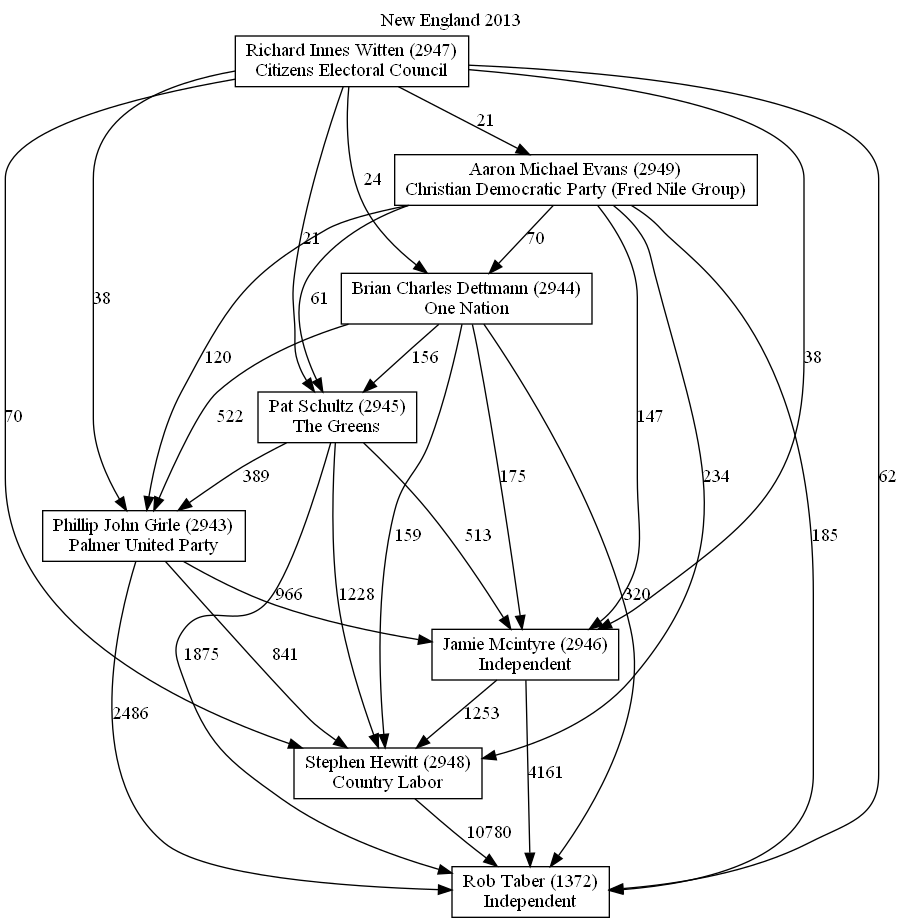 New England 2013
Richard Innes Witten (2947)
Citizens Electoral Council
21
Aaron Michael Evans (2949)
Christian Democratic Party (Fred Nile Group)
24
21
70
Brian Charles Dettmann (2944)
One Nation
38
61
120
38
156
Pat Schultz (2945)
The Greens
70
522
147
389
175
234
62
Phillip John Girle (2943)
Palmer United Party
159
513
185
966
1228
320
Jamie Mcintyre (2946)
Independent
1875
841
2486
1253
Stephen Hewitt (2948)
Country Labor
4161
10780
Rob Taber (1372)
Independent